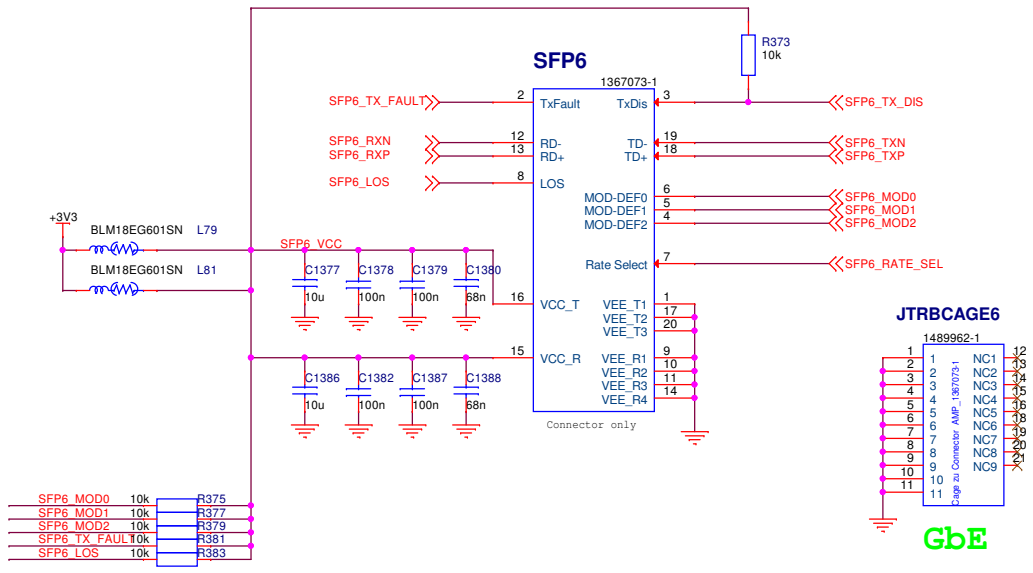 R373
10k
SFP6
1367073-1
SFP6_TX_FAULT 2 TxFault TxDis 3 SFP6_TX_DIS
SFP6_RXN 12 RD- TD- 19 SFP6_TXN
SFP6_RXP 13 RD+ TD+ 18 SFP6_TXP
SFP6_LOS 8 LOS
MOD-DEF0 6 SFP6_MOD0
MOD-DEF1 5 SFP6_MOD1
MOD-DEF2 4 SFP6_MOD2
+3V3
BLM18EG601SN L79
SFP6_VCC
Rate Select 7 SFP6_RATE_SEL
BLM18EG601SN L81
C1377 C1378 C1379 C1380
10u 100n 100n 68n
16 VCC_T VEE_T1 1
VEE_T2 17
VEE_T3 20
15 VCC_R VEE_R1 9
VEE_R2 10
VEE_R3 11
VEE_R4 14
C1386 C1382 C1387 C1388
10u 100n 100n 68n
Connector only
JTRBCAGE6
1489962-1
1 1 NC1 12
2 2 NC2 13
3 3 NC3 14
4 4 NC4 15
5 5 NC5 16
6 6 NC6 18
7 7 NC7 19
8 8 NC8 20
9 9 NC9 21
10 10
11 11
Cage zu Connector AMP_1367073-1
SFP6_MOD0 10k R375
SFP6_MOD1 10k R377
SFP6_MOD2 10k R379
SFP6_TX_FAULT 10k R381
SFP6_LOS 10k R383
GbE